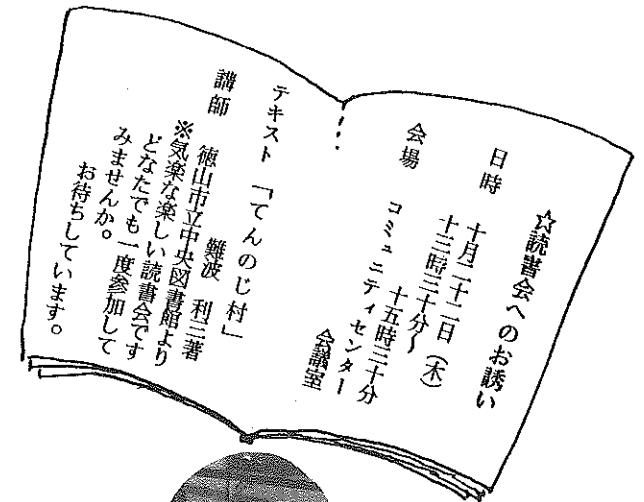 ☆読書会へのお誘い
日時 十月二十二日(木)
十三時三十分〜
十五時三十分
会場 コミュニティセンター
会議室
テキスト 「てんのじ村」
難波 利三著
講師 徳山市立中央図書館より
※気楽な楽しい読書会です
どなたでも一度参加して
みませんか。
お待ちしています。